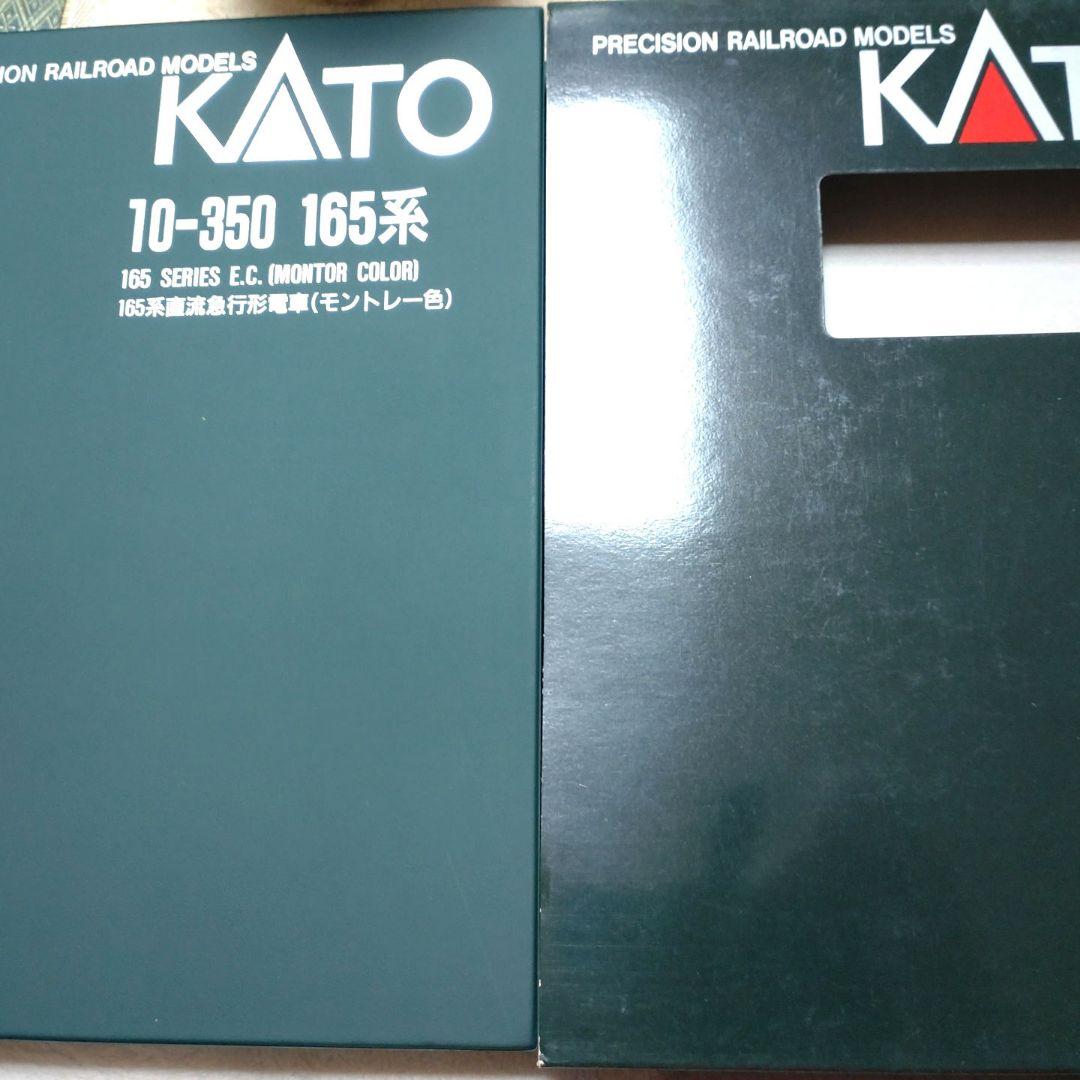 ION RAILROAD MODELS
KATO
10-350 165系
165 SERIES E.C. (MONTOR COLOR)
165系直流急行形電車(モントレー色)
PRECISION RAILROAD MODELS
KAT